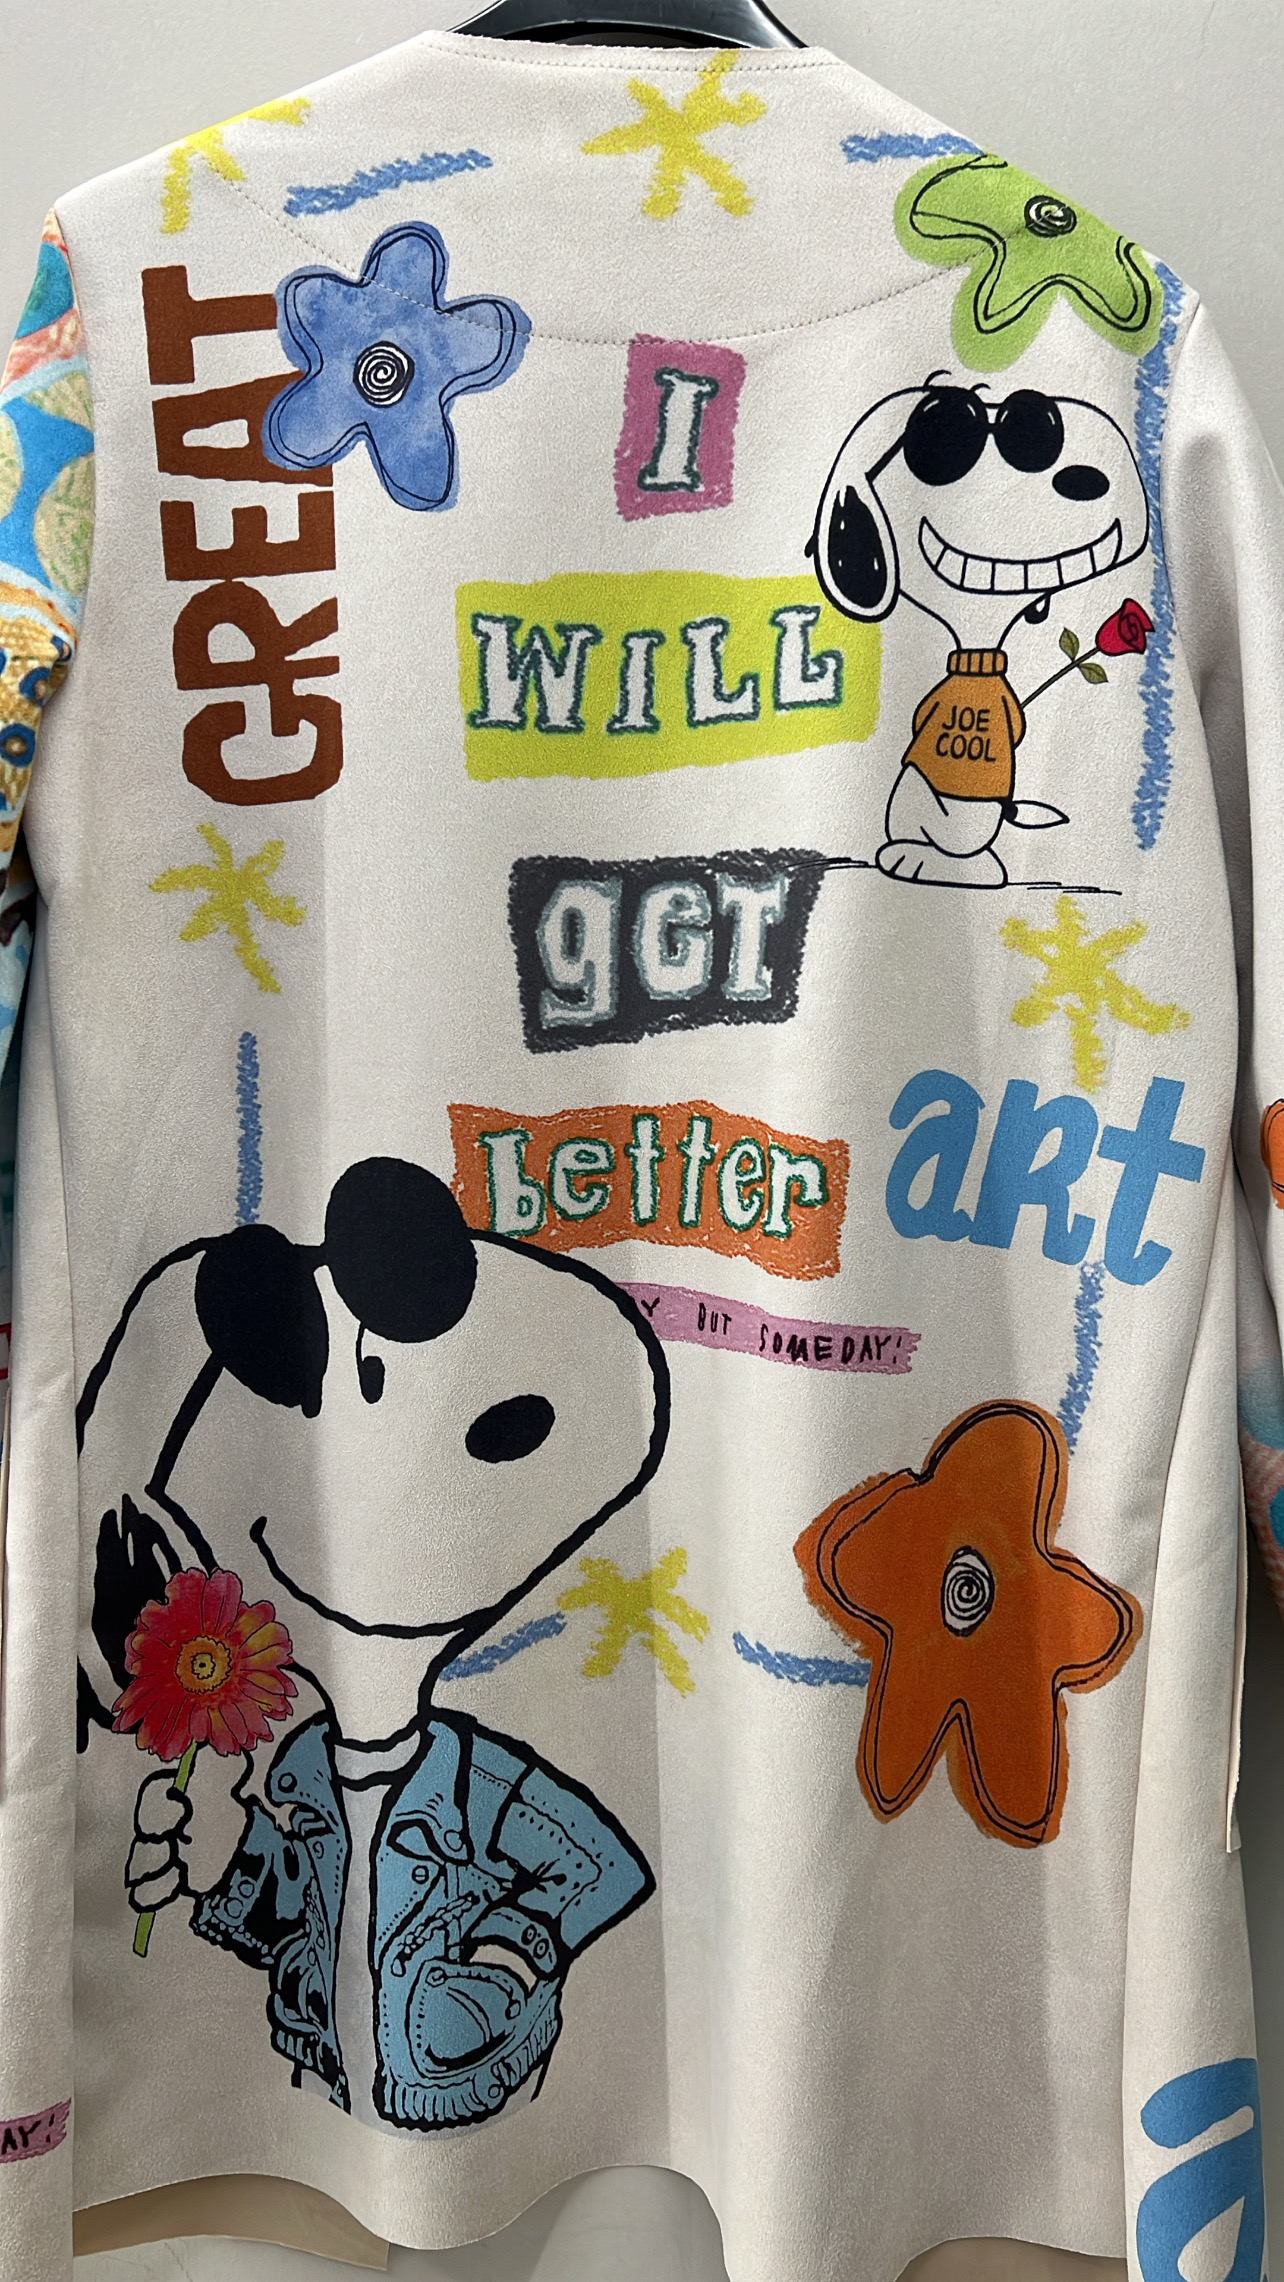 GREAT
I
WILL
JOE
COOL
get
better
art
Y BUT SOMEDAY!
AY!
a